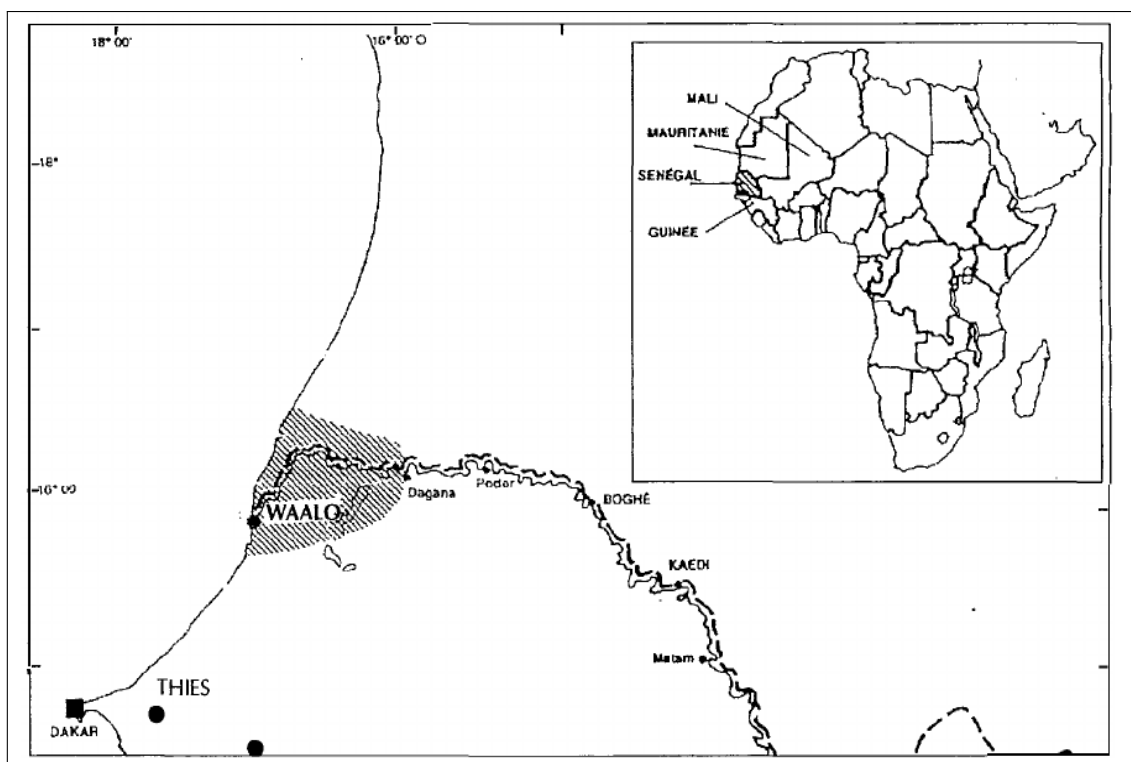 18° 00'
16° 00' O
18°
16° 00
WAALO
Dagana
Podor
BOGHÉ
KAEDI
Matam
THIES
DAKAR
MALI
MAURITANIE
SENÉGAL
GUINÉE